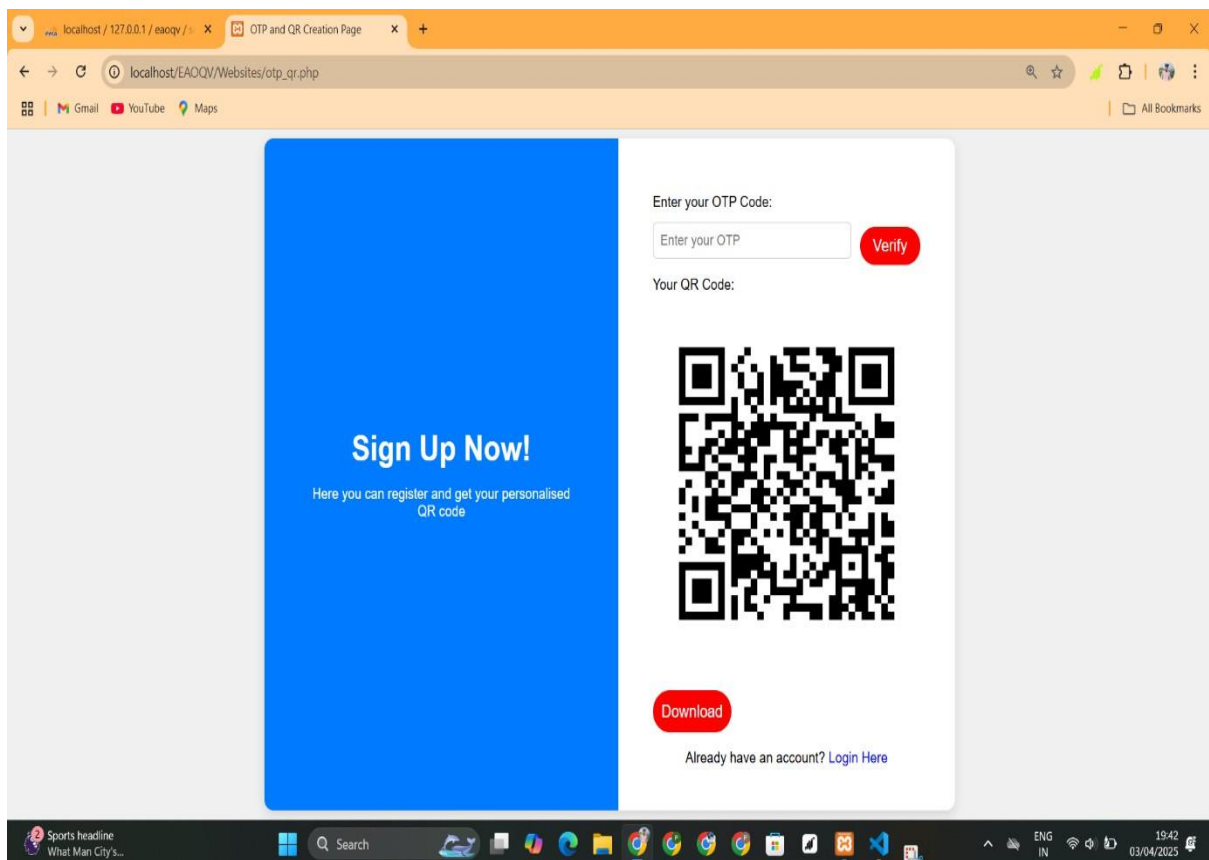 localhost / 127.0.0.1 / eaoqv / s
OTP and QR Creation Page
localhost/EAOQV/Websites/otp_qr.php
Gmail
YouTube
Maps
All Bookmarks
Enter your OTP Code:
Enter your OTP
Verify
Your QR Code:
Sign Up Now!
Here you can register and get your personalised
QR code
Download
Already have an account? Login Here
2
Sports headline
What Man City's...
Search
ENG
IN
19:42
03/04/2025